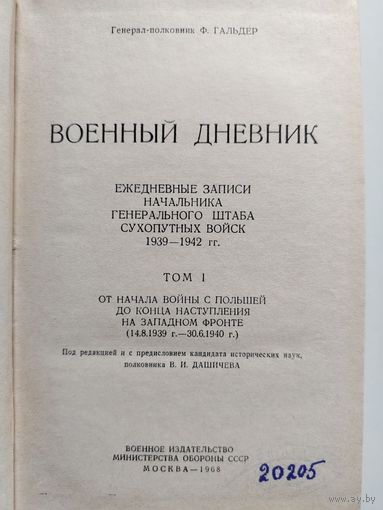 Генерал-полковник Ф. ГАЛЬДЕР
ВОЕННЫЙ ДНЕВНИК
ЕЖЕДНЕВНЫЕ ЗАПИСИ
НАЧАЛЬНИКА
ГЕНЕРАЛЬНОГО ШТАБА
СУХОПУТНЫХ ВОЙСК
1939—1942 гг.
ТОМ I
ОТ НАЧАЛА ВОЙНЫ С ПОЛЬШЕЙ
ДО КОНЦА НАСТУПЛЕНИЯ
НА ЗАПАДНОМ ФРОНТЕ
(14.8.1939 г.—30.6.1940 г.)
Под редакцией и с предисловием кандидата исторических наук,
полковника В. И. ДАШИЧЕВА
ВОЕННОЕ ИЗДАТЕЛЬСТВО
МИНИСТЕРСТВА ОБОРОНЫ СССР
МОСКВА—1968
20205
ay.by